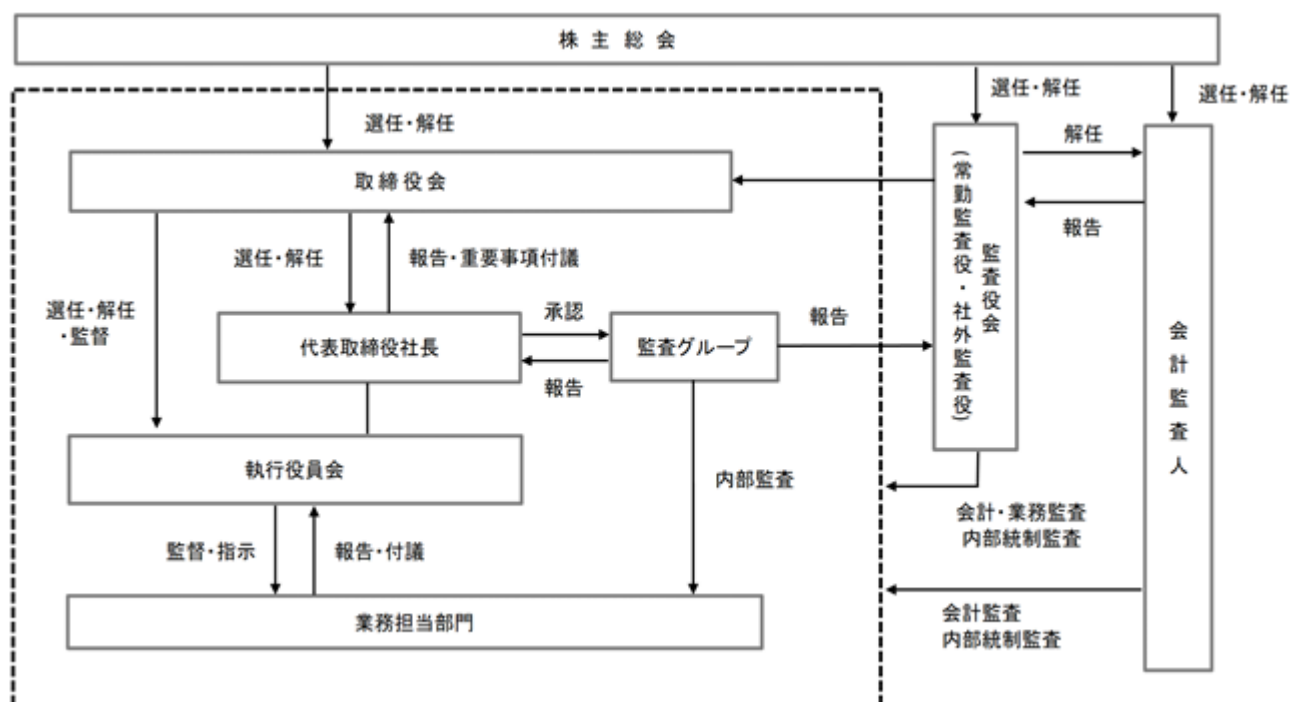 株主総会
選任・解任
選任・解任
選任・解任
取締役会
監査役会
(常勤監査役・社外監査役)
解任
報告
会計監査人
選任・解任
報告・重要事項付議
選任・解任
・監督
代表取締役社長
承認
報告
監査グループ
報告
執行役員会
内部監査
会計・業務監査
内部統制監査
監督・指示
報告・付議
業務担当部門
会計監査
内部統制監査